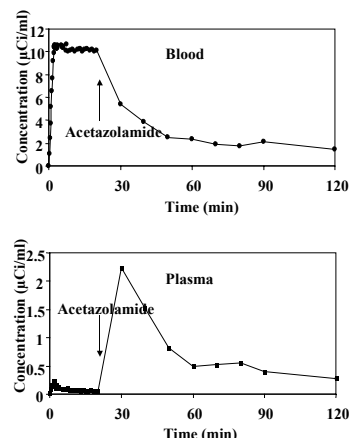 Concentration (µCi/ml)
12
10
8
6
4
2
0
Blood
Acetazolamide
0 30 60 90 120
Time (min)
Concentration (µCi/ml)
2.5
2
1.5
1
0.5
0
Plasma
Acetazolamide
0 30 60 90 120
Time (min)